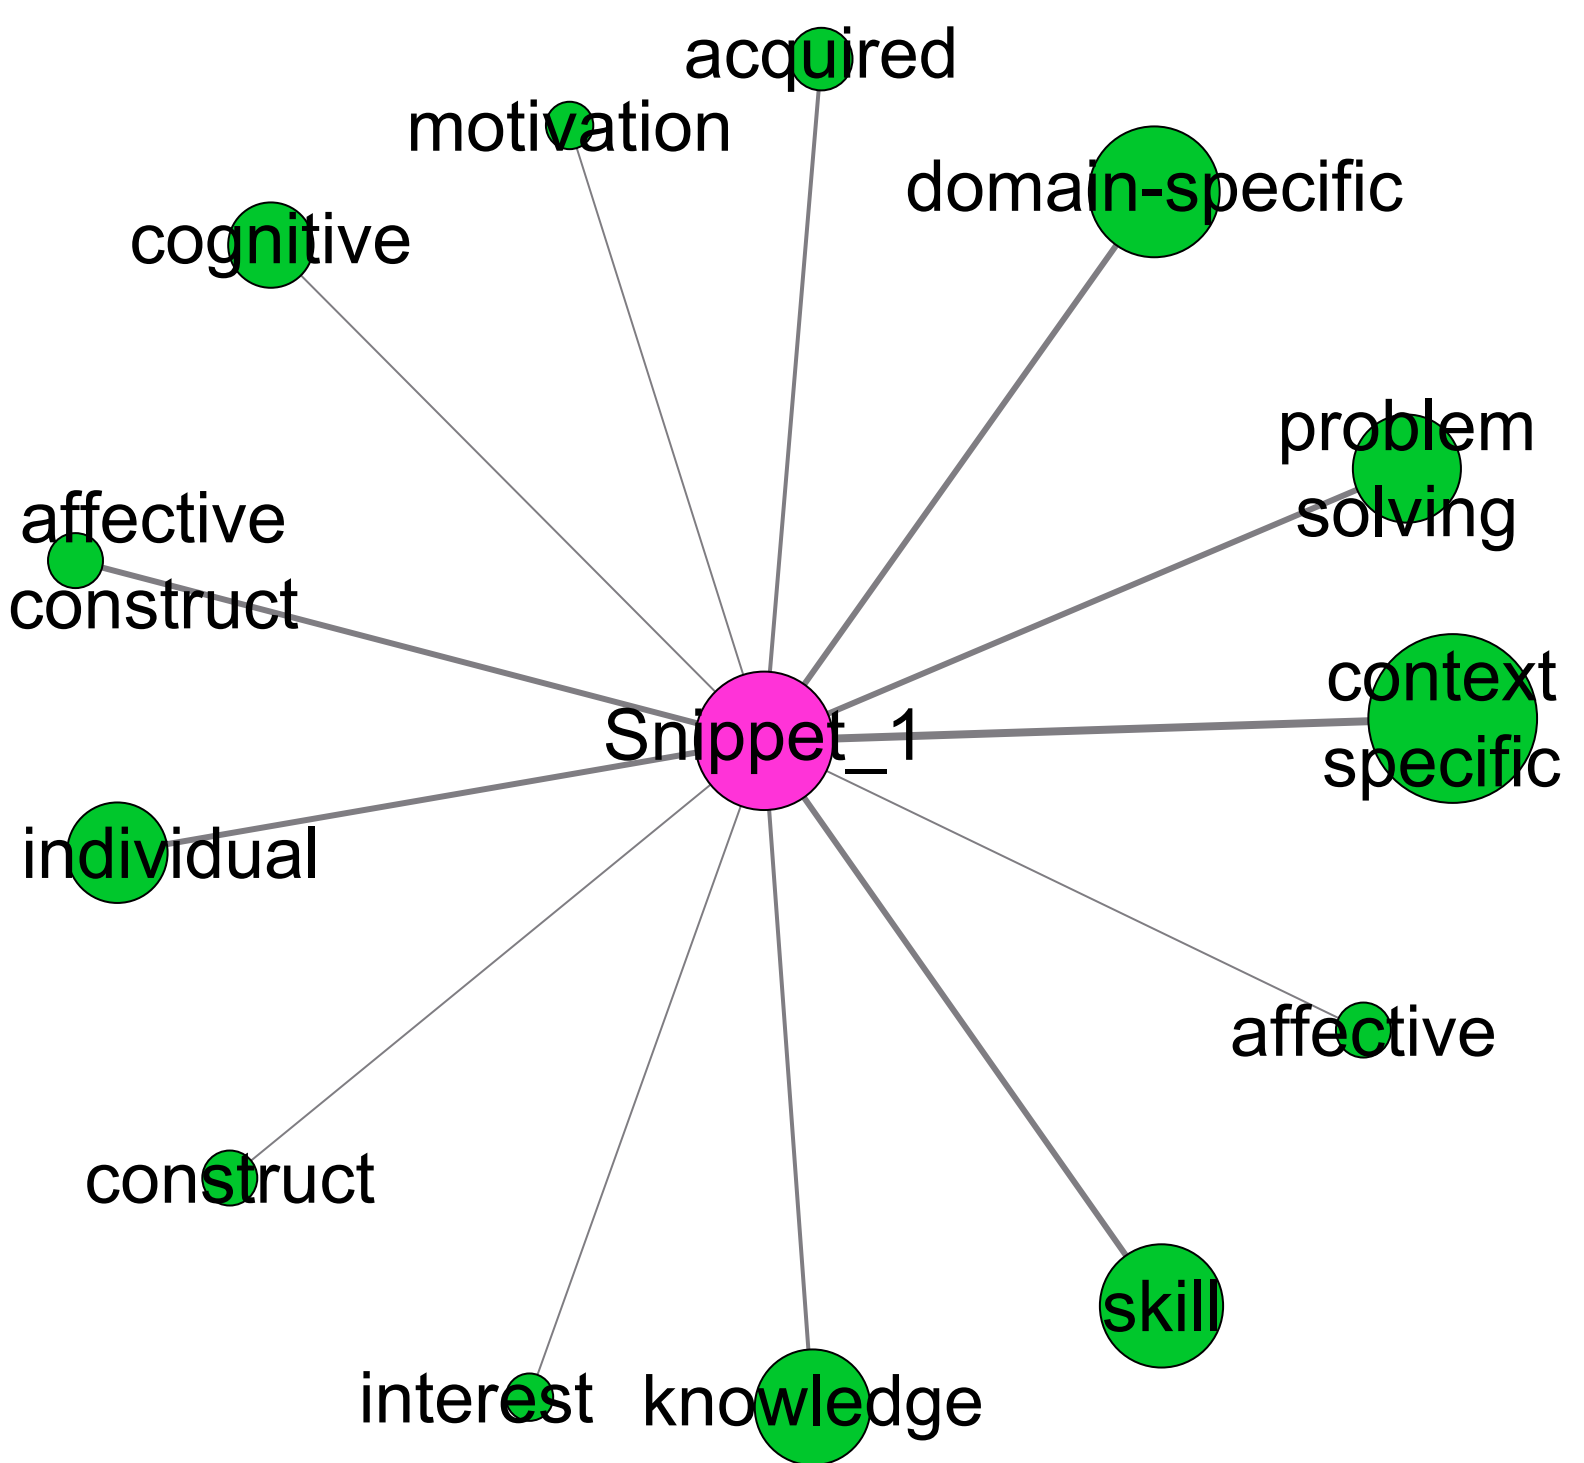 acquired
motivation
domain-specific
cognitive
problem
solving
affective
construct
context
specific
Snippet_1
individual
affective
construct
skill
interest
knowledge